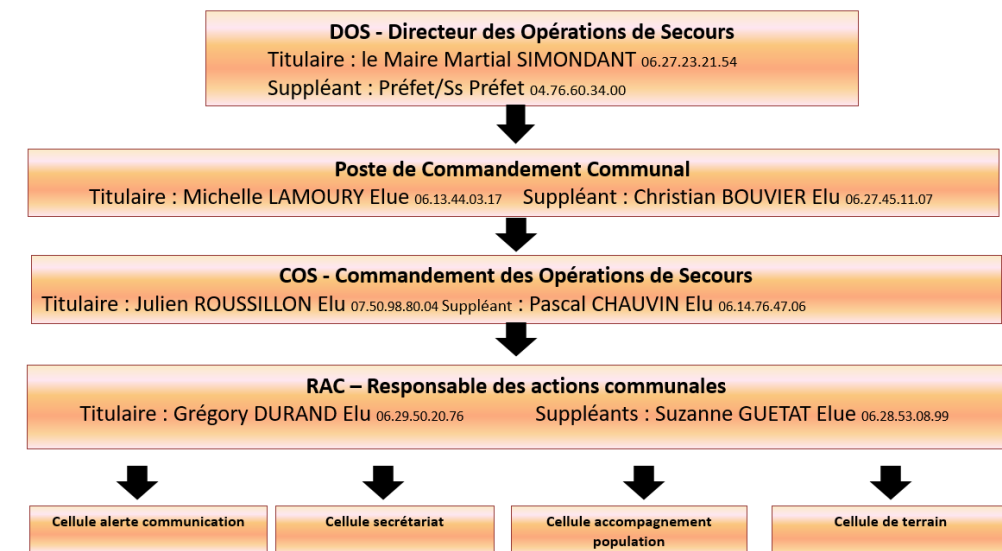 DOS - Directeur des Opérations de Secours
Titulaire : le Maire Martial SIMONDANT 06.27.23.21.54
Suppléant : Préfet/Ss Préfet 04.76.60.34.00
Poste de Commandement Communal
Titulaire : Michelle LAMOURY Elue 06.13.44.03.17 Suppléant : Christian BOUVIER Elu 06.27.45.11.07
COS - Commandement des Opérations de Secours
Titulaire : Julien ROUSSILLON Elu 07.50.98.80.04 Suppléant : Pascal CHAUVIN Elu 06.14.76.47.06
RAC – Responsable des actions communales
Titulaire : Grégory DURAND Elu 06.29.50.20.76 Suppléants : Suzanne GUETAT Elue 06.28.53.08.99
Cellule alerte communication
Cellule secrétariat
Cellule accompagnement
population
Cellule de terrain